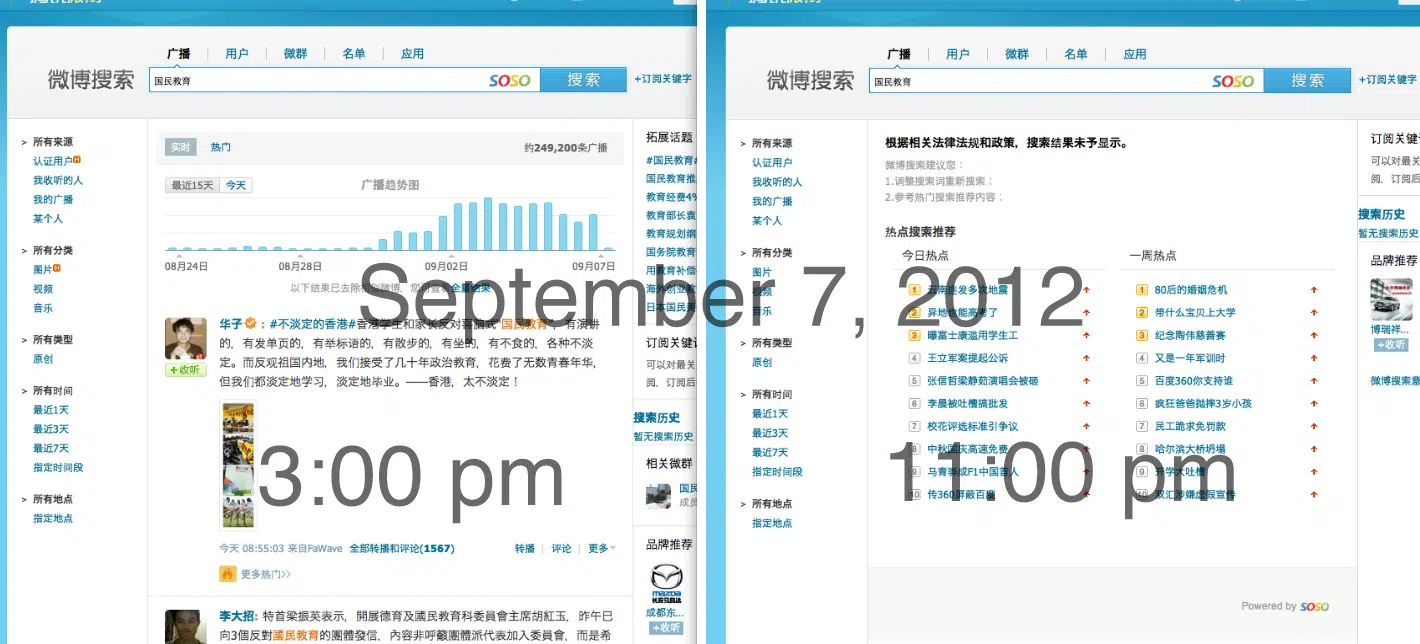 广播 用户 微群 名单 应用
微博搜索 国民教育 SOSO 搜索 +订阅关键字
> 所有来源
认证用户
我收听的人
我的广播
某个人
> 所有分类
图片
视频
音乐
> 所有类型
原创
> 所有时间
最近1天
最近3天
最近7天
指定时间段
> 所有地点
指定地点
实时 热门 约249,200条广播
最近15天 今天 广播趋势图
08月24日 08月28日 09月02日 09月07日
以下结果已去除相似微博，您可查看全量结果
华子：#不淡定的香港#香港学生和家长反对喜脑式“国民教育”，有演讲
的，有发单页的，有举标语的，有散步的，有坐的，有不食的，各种不淡
定。而反观祖国内地，我们接受了几十年政治教育，花费了无数青春年华，
但我们都淡定地学习，淡定地毕业。——香港，太不淡定！
+收听
今天 08:55:03 来自FaWave 全部转播和评论(1567) 转播 | 评论 | 更多
更多热门>>
李大招: 特首梁振英表示，開展德育及國民教育科委員會主席胡紅玉，昨午已
向3個反對國民教育的團體發信，內容非呼籲團體派代表加入委員會，而是希
拓展话题
#国民教育#
国民教育推
教育经费4%
教育部长袁
教育规划纲
国务院教育
用教育补偿
海外创业教
日本国民
订阅关键
可以对最关
阅，订阅后
搜索历史
暂无搜索历史
相关微群
国民
成员
品牌推荐
mazda
长安马自达
成都东...
+收听
September 7, 2012
3:00 pm
广播 用户 微群 名单 应用
微博搜索 国民教育 SOSO 搜索 +订阅关键字
> 所有来源
认证用户
我收听的人
我的广播
某个人
> 所有分类
图片
视频
音乐
> 所有类型
原创
> 所有时间
最近1天
最近3天
最近7天
指定时间段
> 所有地点
指定地点
根据相关法律法规和政策，搜索结果未予显示。
微博搜索建议您：
1.调整搜索词重新搜索；
2.参考热门搜索推荐内容：
热点搜索推荐
今日热点
1 云南连发多次地震
2 异地也能高考了
3 曝富士康滥用学生工
4 王立军案提起公诉
5 张信哲梁静茹演唱会被砸
6 李晨被吐槽搞批发
7 校花评选标准引争议
8 中秋国庆高速免费
9 马青骅成F1中国首人
10 传360屏蔽百度
一周热点
1 80后的婚姻危机
2 带什么宝贝上大学
3 纪念陶伟慈善赛
4 又是一年军训时
5 百度360你支持谁
6 疯狂爸爸抛摔3岁小孩
7 民工跪求免罚款
8 哈尔滨大桥坍塌
9 开学大吐槽
10 双汇涉嫌虚假宣传
订阅关键
可以对最关
阅，订阅后
搜索历史
暂无搜索历史
品牌推荐
博瑞祥...
+收听
微博搜索意
11:00 pm
Powered by SOSO